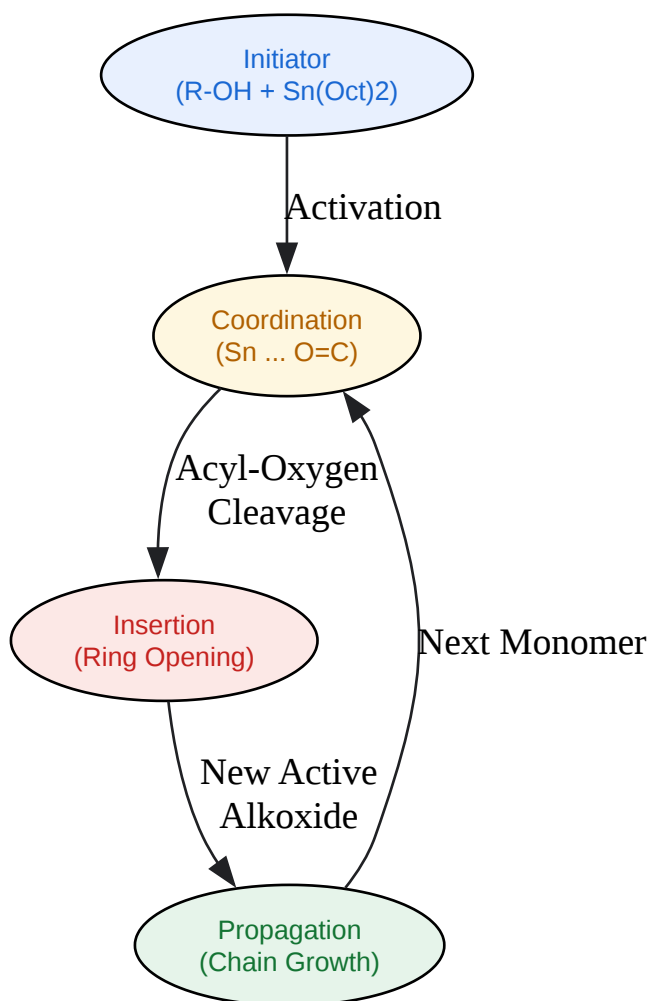 Initiator
(R-OH + Sn(Oct)2)
Activation
Coordination
(Sn ... O=C)
Acyl-Oxygen
Cleavage
Insertion
(Ring Opening)
Next Monomer
New Active
Alkoxide
Propagation
(Chain Growth)